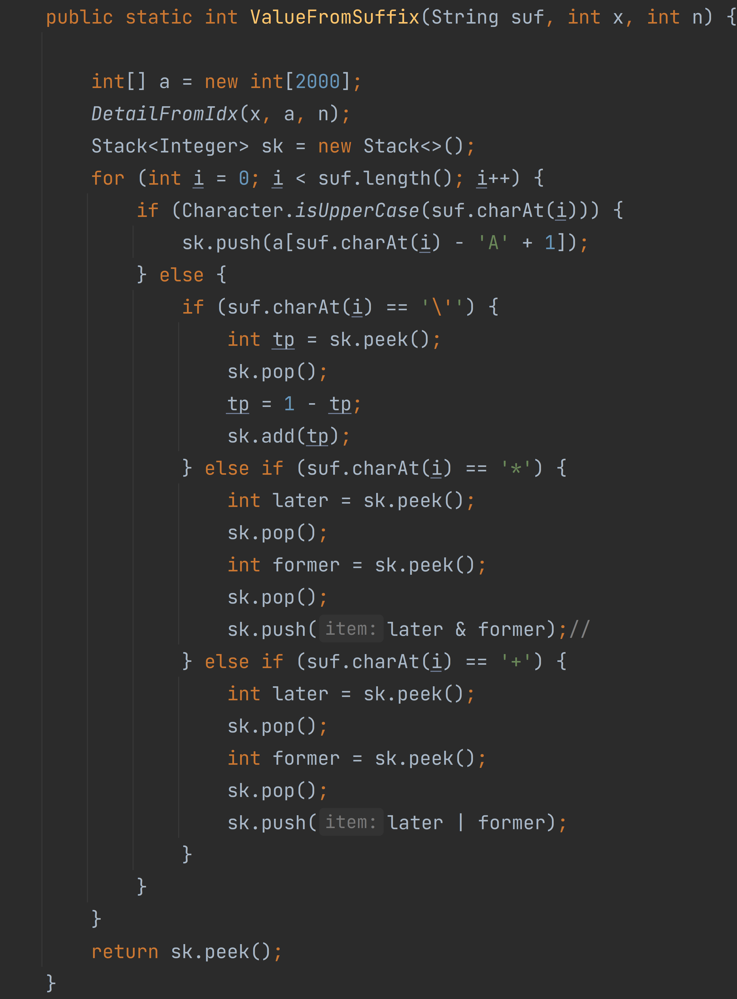 public static int ValueFromSuffix(String suf, int x, int n) {
int[] a = new int[2000];
DetailFromIdx(x, a, n);
Stack<Integer> sk = new Stack<>();
for (int i = 0; i < suf.length(); i++) {
if (Character.isUpperCase(suf.charAt(i))) {
sk.push(a[suf.charAt(i) - 'A' + 1]);
} else {
if (suf.charAt(i) == '\'') {
int tp = sk.peek();
sk.pop();
tp = 1 - tp;
sk.add(tp);
} else if (suf.charAt(i) == '*') {
int later = sk.peek();
sk.pop();
int former = sk.peek();
sk.pop();
sk.push( item: later & former);//
} else if (suf.charAt(i) == '+') {
int later = sk.peek();
sk.pop();
int former = sk.peek();
sk.pop();
sk.push( item: later | former);
}
}
}
return sk.peek();
}